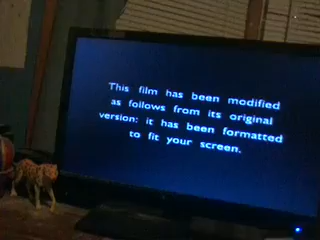 This film has been modified
as follows from its original
version: it has been formatted
to fit your screen.